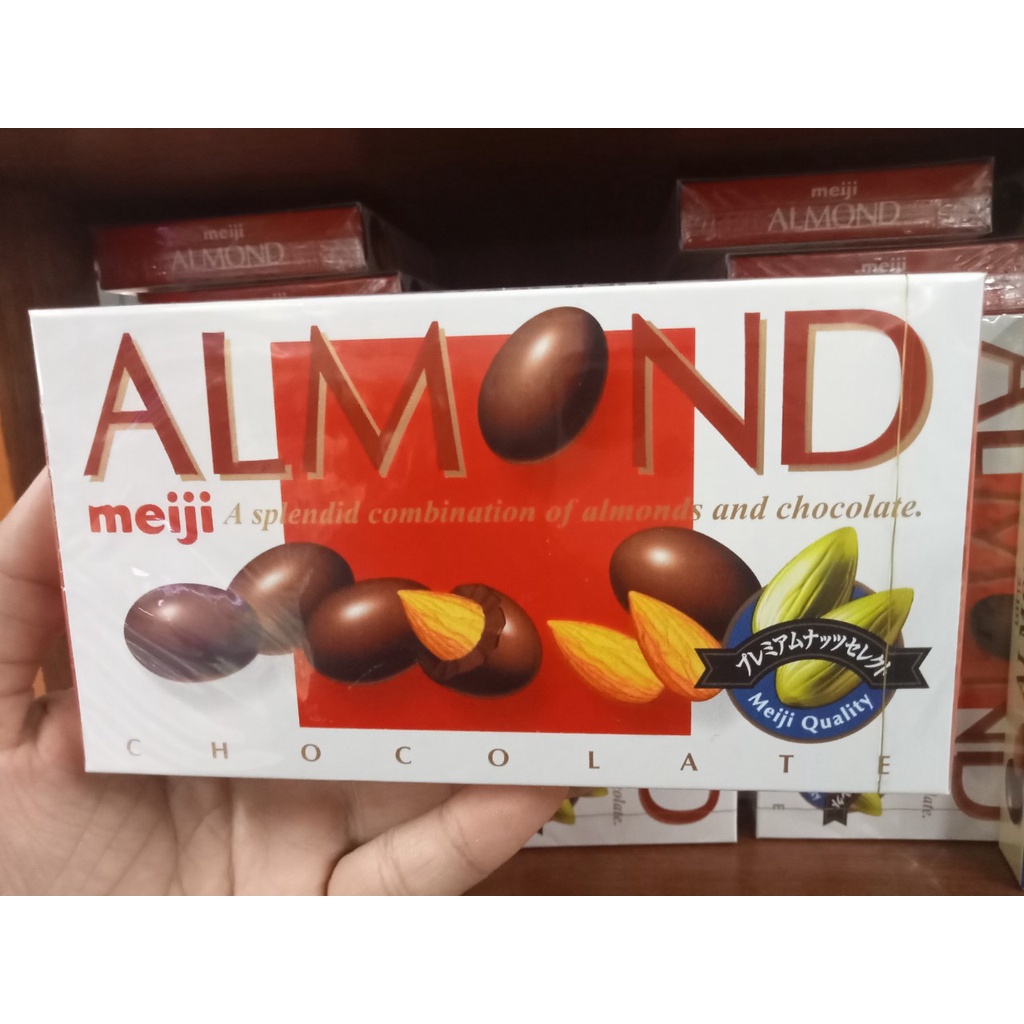 meiji
ALMOND
meiji
ALMOND
meiji
meiji
ALMOND
meiji A splendid combination of almonds and chocolate.
プレミアムナッツセレクト
Meiji Quality
CHOCOLATE